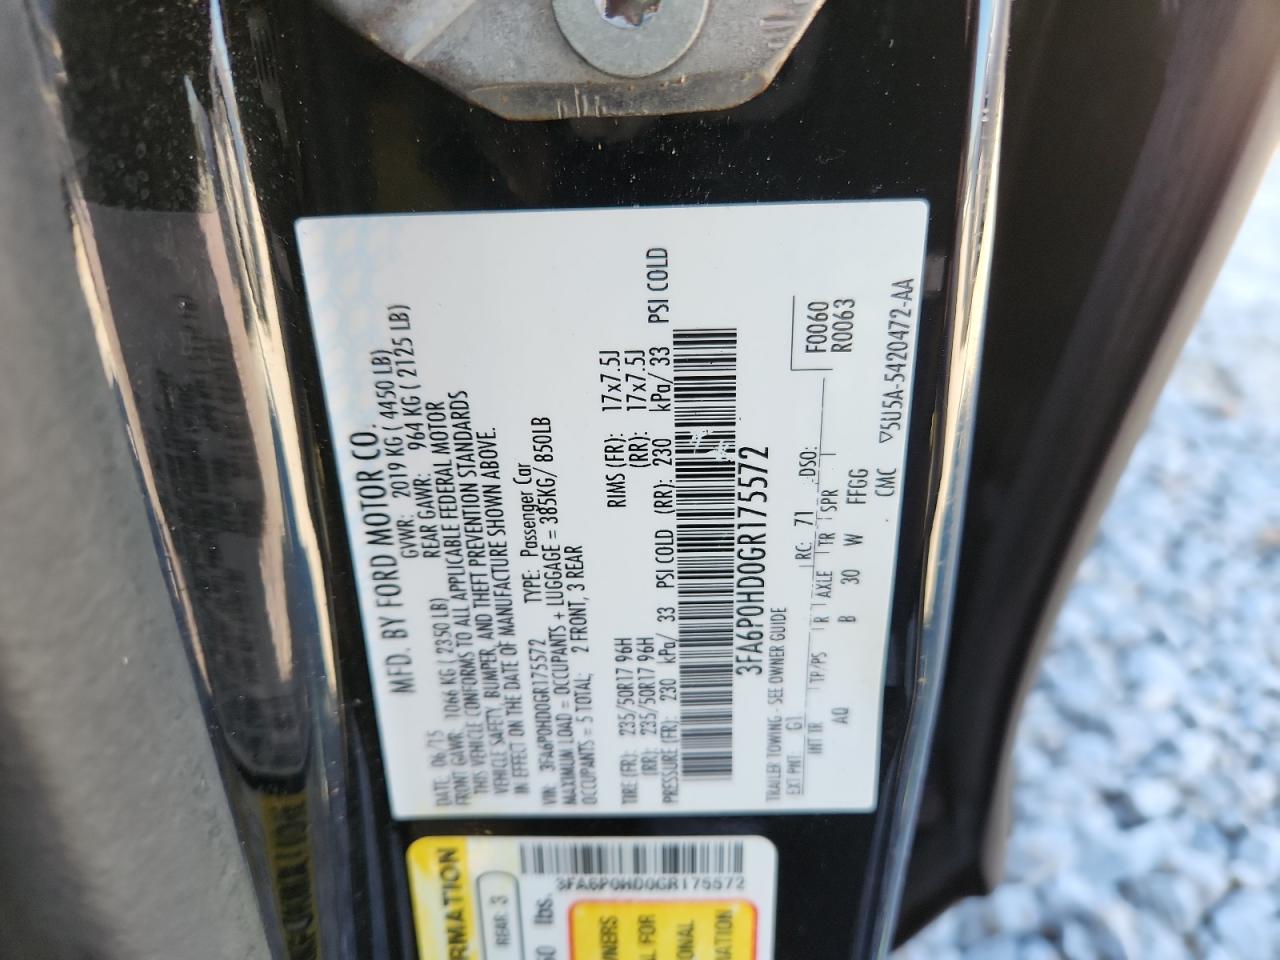 MFD. BY FORD MOTOR CO.
DATE: 06/15 GVWR: 2019 KG ( 4450 LB)
FRONT GAWR: 1066 KG ( 2350 LB) REAR GAWR: 964 KG ( 2125 LB)
THIS VEHICLE CONFORMS TO ALL APPLICABLE FEDERAL MOTOR
VEHICLE SAFETY, BUMPER, AND THEFT PREVENTION STANDARDS
IN EFFECT ON THE DATE OF MANUFACTURE SHOWN ABOVE.
VIN: 3FA6P0HD0GR175572 TYPE: Passenger Car
MAXIMUM LOAD = OCCUPANTS + LUGGAGE = 385KG/ 850LB
OCCUPANTS = 5 TOTAL; 2 FRONT, 3 REAR
TIRE (FR): 235/50R17 96H RIMS (FR): 17x7.5J
(RR): 235/50R17 96H (RR): 17x7.5J
PRESSURE (FR): 230 kPa/ 33 PSI COLD (RR): 230 kPa/ 33 PSI COLD
3FA6P0HD0GR175572
TRAILER TOWING - SEE OWNER GUIDE
EXT PNT: G1 RC: 71 DSO: F0060
INT TR TP/PS R AXLE TR SPR R0063
AQ B 30 W FFGG
CMC ▽5U5A-5420472-AA
RMATION
REAR 3
lbs.
3FA6P0HD0GR175572
WNERS
L FOR
ONAL
MATION